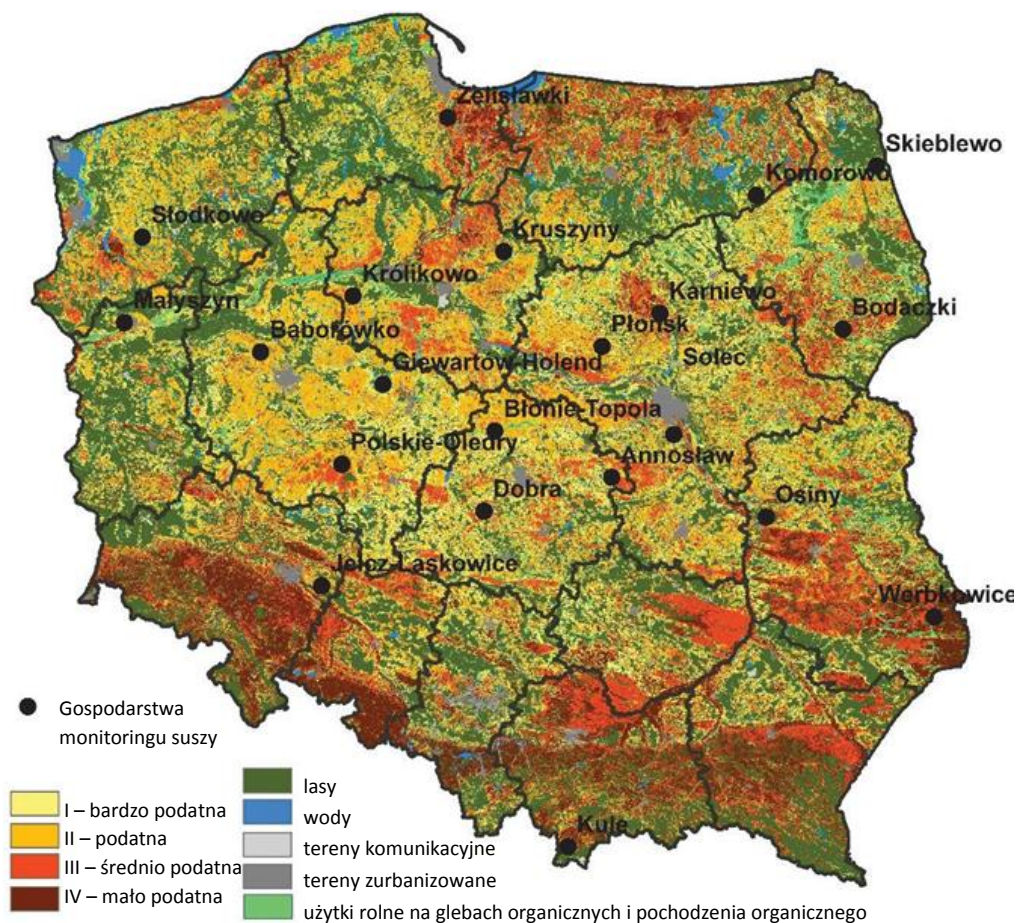 Żelisławki
Skieblewo
Komorowo
Słodkowo
Kruszyny
Królikowo
Karniewo
Małyszyn
Bodaczki
Baborówko
Płońsk
Giewartów-Holend
Solec
Błonie-Topola
Polskie-Olędry
Annosław
Dobra
Osiny
Jelcz-Laskowice
Werbkowice
Kule
Gospodarstwa
monitoringu suszy
I – bardzo podatna
II – podatna
III – średnio podatna
IV – mało podatna
lasy
wody
tereny komunikacyjne
tereny zurbanizowane
użytki rolne na glebach organicznych i pochodzenia organicznego